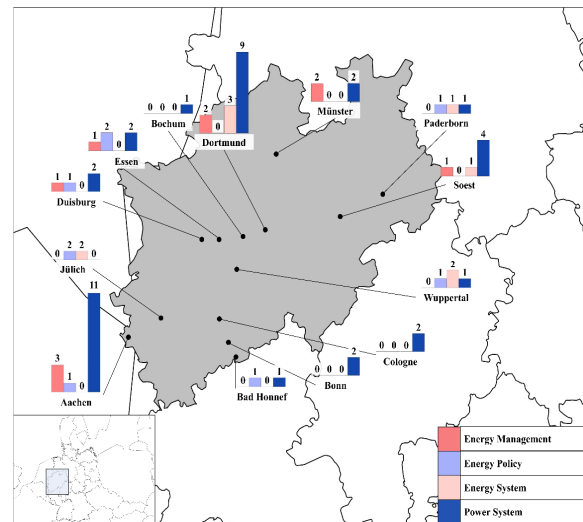 9
2 2
0 0
Münster
0 0 0 1
Bochum
2 3
0
Dortmund
0 1 1 1
Paderborn
4
1 0 1
Soest
1 2 0 2
Essen
1 1 0 2
Duisburg
0 2 2 0
Jülich
11
3
1
0
Aachen
0 1 2 1
Wuppertal
0 0 0 2
Cologne
0 0 0 2
Bonn
0 1 0 1
Bad Honnef
Energy Management
Energy Policy
Energy System
Power System